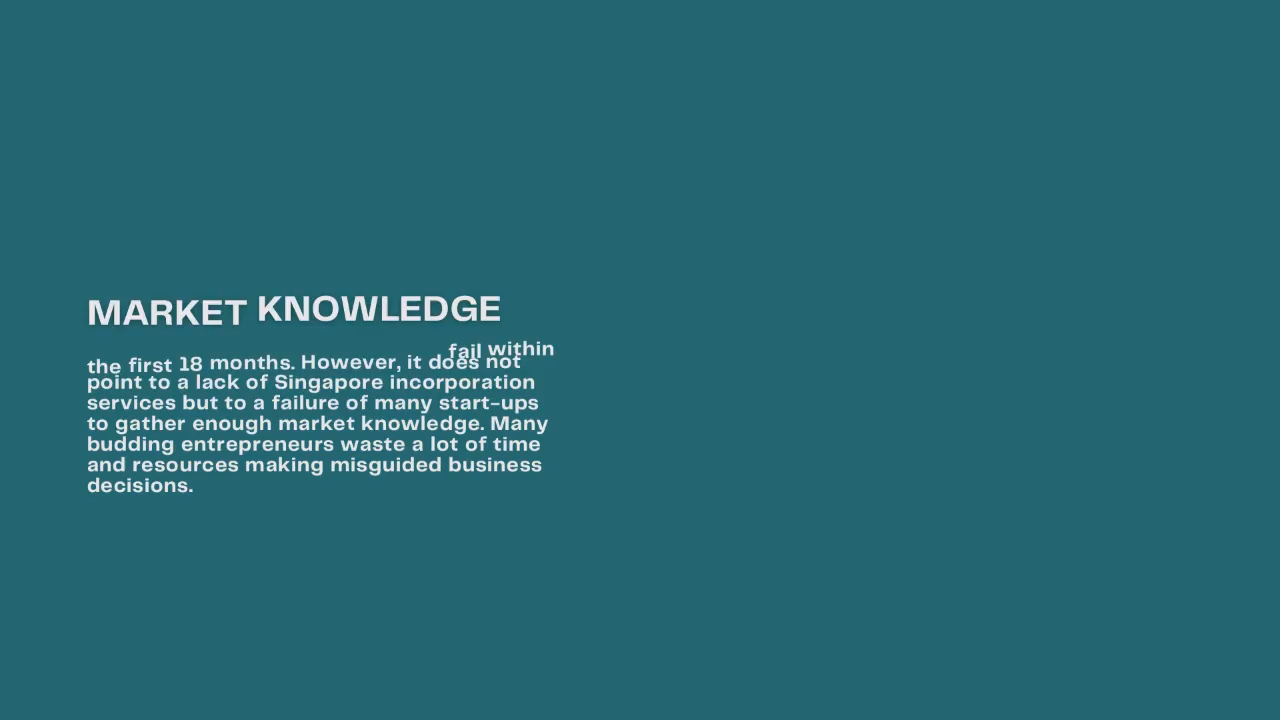 MARKET KNOWLEDGE
fail within
the first 18 months. However, it does not
point to a lack of Singapore incorporation
services but to a failure of many start-ups
to gather enough market knowledge. Many
budding entrepreneurs waste a lot of time
and resources making misguided business
decisions.